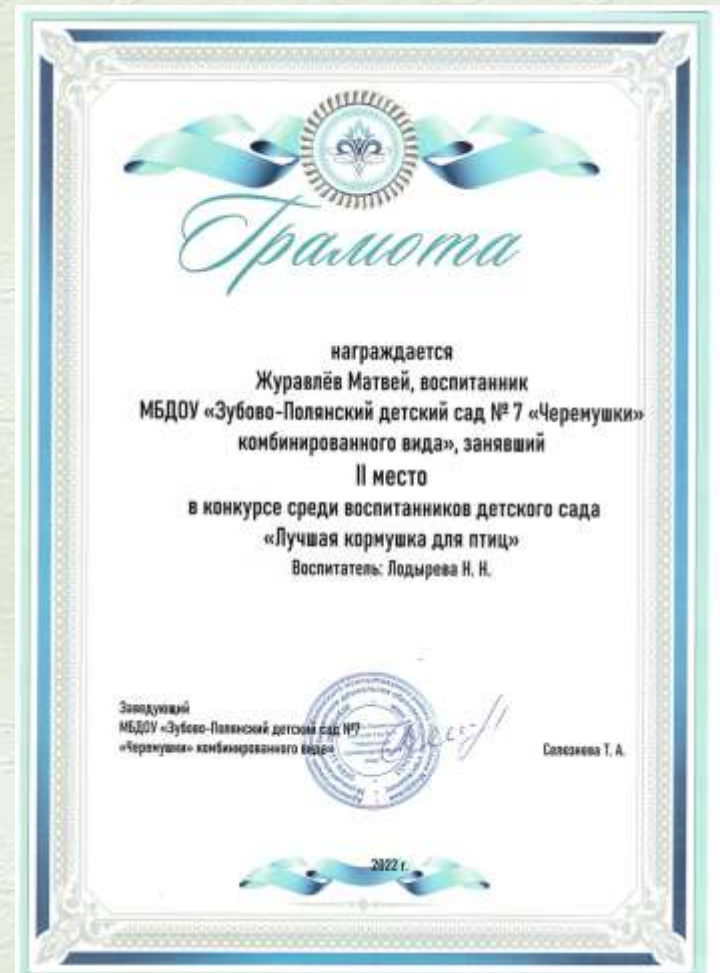 Грамота
награждается
Журавлёв Матвей, воспитанник
МБДОУ «Зубово-Полянский детский сад № 7 «Черемушки»
комбинированного вида», занявший
II место
в конкурсе среди воспитанников детского сада
«Лучшая кормушка для птиц»
Воспитатель: Лодырева Н. Н.
Заведующий
МБДОУ «Зубово-Полянский детский сад №7
«Черемушки» комбинированного вида»
Селезнева Т. А.
2022 г.